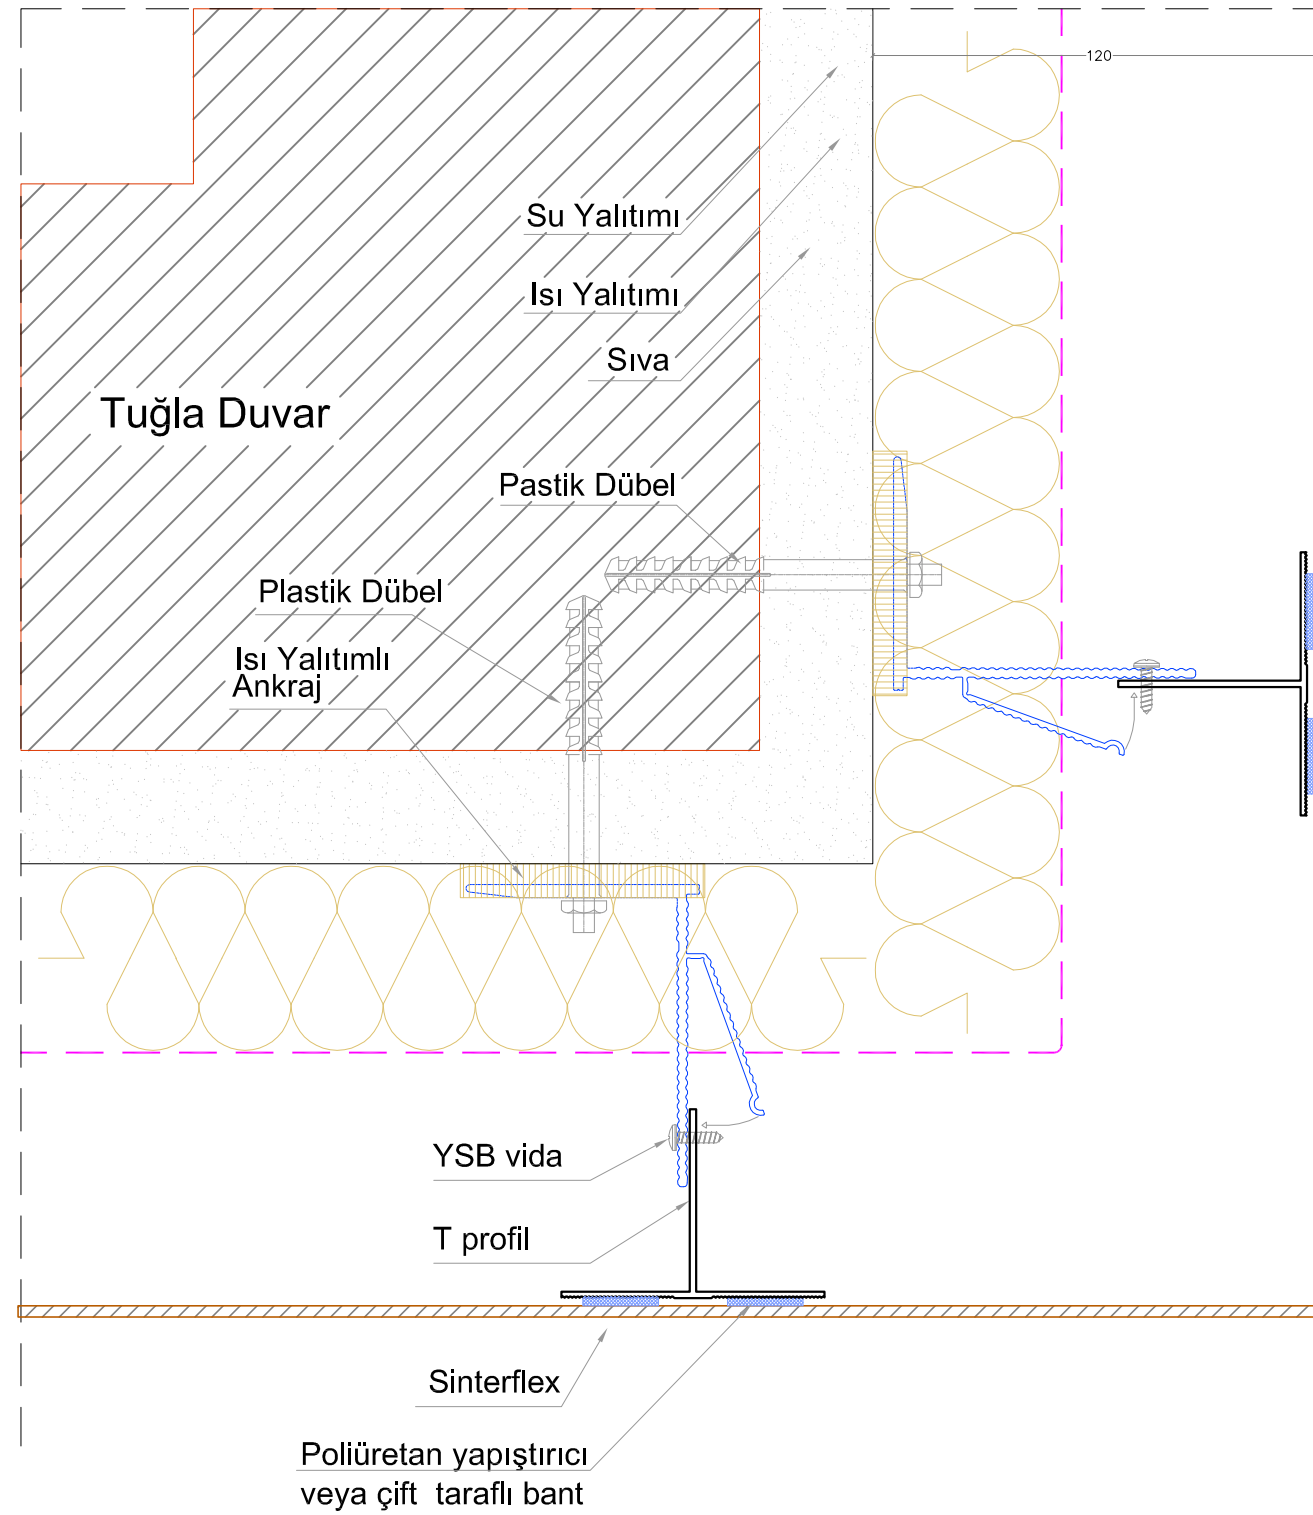 120
Su Yalıtımı
Isı Yalıtımı
Sıva
Tuğla Duvar
Pastik Dübel
Plastik Dübel
Isı Yalıtımlı
Ankraj
YSB vida
T profil
Sinterflex
Poliüretan yapıştırıcı
veya çift taraflı bant